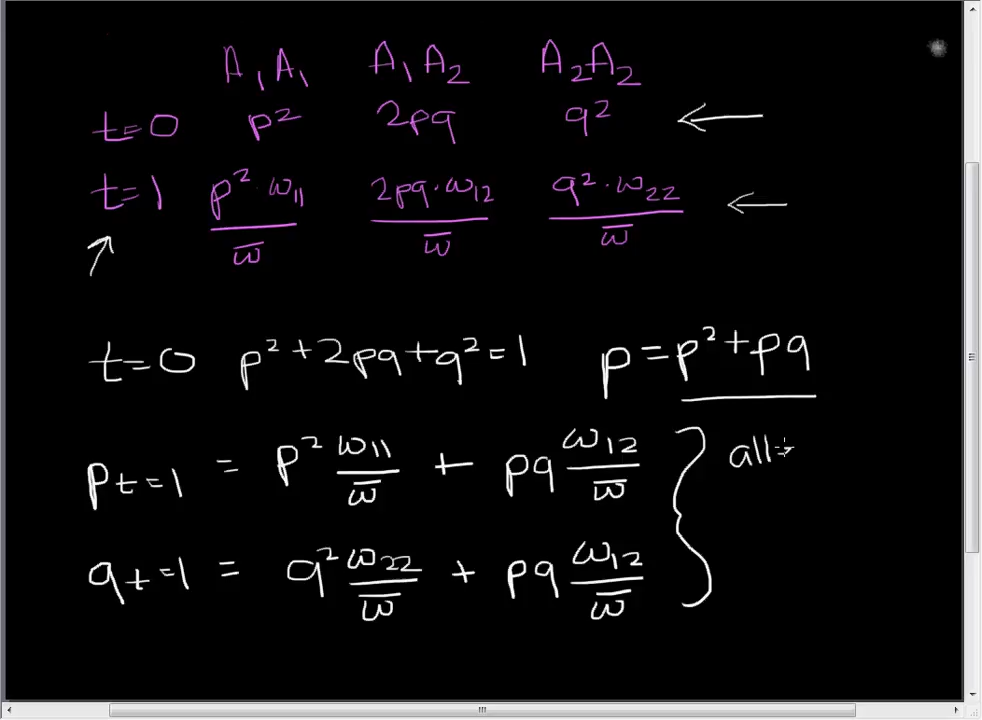 A₁A₁ A₁A₂ A₂A₂
t=0 p² 2pq q² ←
t=1 p²·w₁₁/w̅ 2pq·w₁₂/w̅ q²·w₂₂/w̅ ←
t=0 p²+2pq+q²=1 p=p²+pq
pt=1 = p² w₁₁/w̅ + pq w₁₂/w̅ } all
qt=1 = q² w₂₂/w̅ + pq w₁₂/w̅